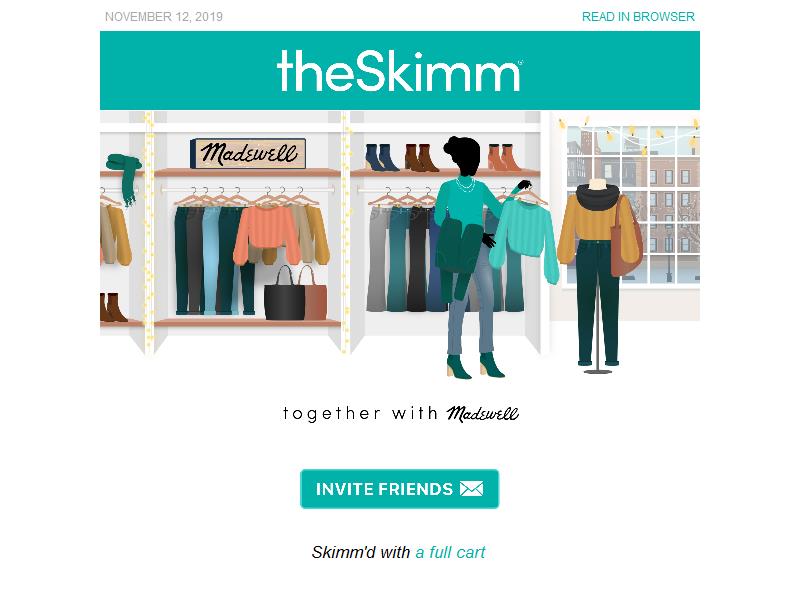 NOVEMBER 12, 2019
READ IN BROWSER
theSkimm®
Madewell
together with Madewell
INVITE FRIENDS
Skimm'd with a full cart